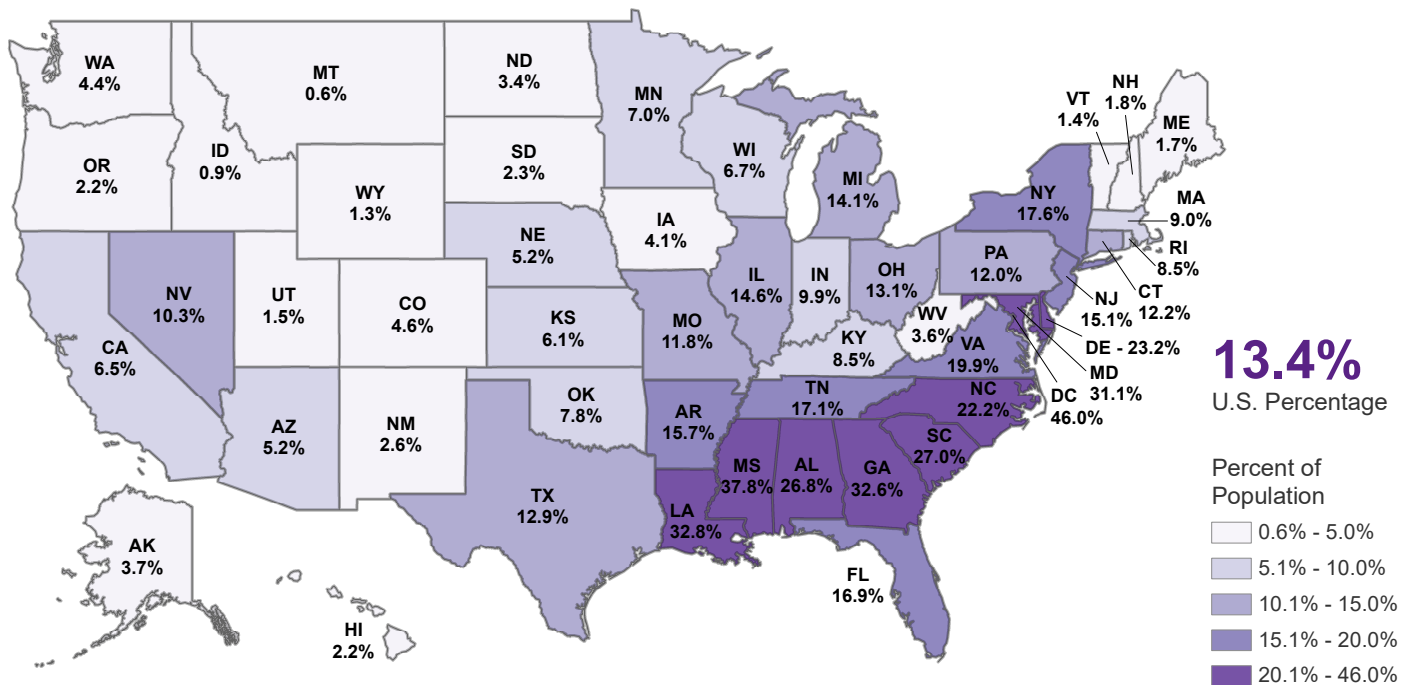 WA
4.4%
MT
0.6%
ND
3.4%
MN
7.0%
VT
1.4%
NH
1.8%
ME
1.7%
OR
2.2%
ID
0.9%
SD
2.3%
WI
6.7%
MI
14.1%
NY
17.6%
MA
9.0%
WY
1.3%
IA
4.1%
NE
5.2%
PA
12.0%
RI
8.5%
NV
10.3%
UT
1.5%
CO
4.6%
IL
14.6%
IN
9.9%
OH
13.1%
NJ
15.1%
CT
12.2%
CA
6.5%
KS
6.1%
MO
11.8%
KY
8.5%
WV
3.6%
VA
19.9%
DE - 23.2%
MD
31.1%
DC
46.0%
AZ
5.2%
NM
2.6%
OK
7.8%
AR
15.7%
TN
17.1%
NC
22.2%
SC
27.0%
TX
12.9%
LA
32.8%
MS
37.8%
AL
26.8%
GA
32.6%
AK
3.7%
HI
2.2%
FL
16.9%
13.4%
U.S. Percentage
Percent of
Population
0.6% - 5.0%
5.1% - 10.0%
10.1% - 15.0%
15.1% - 20.0%
20.1% - 46.0%